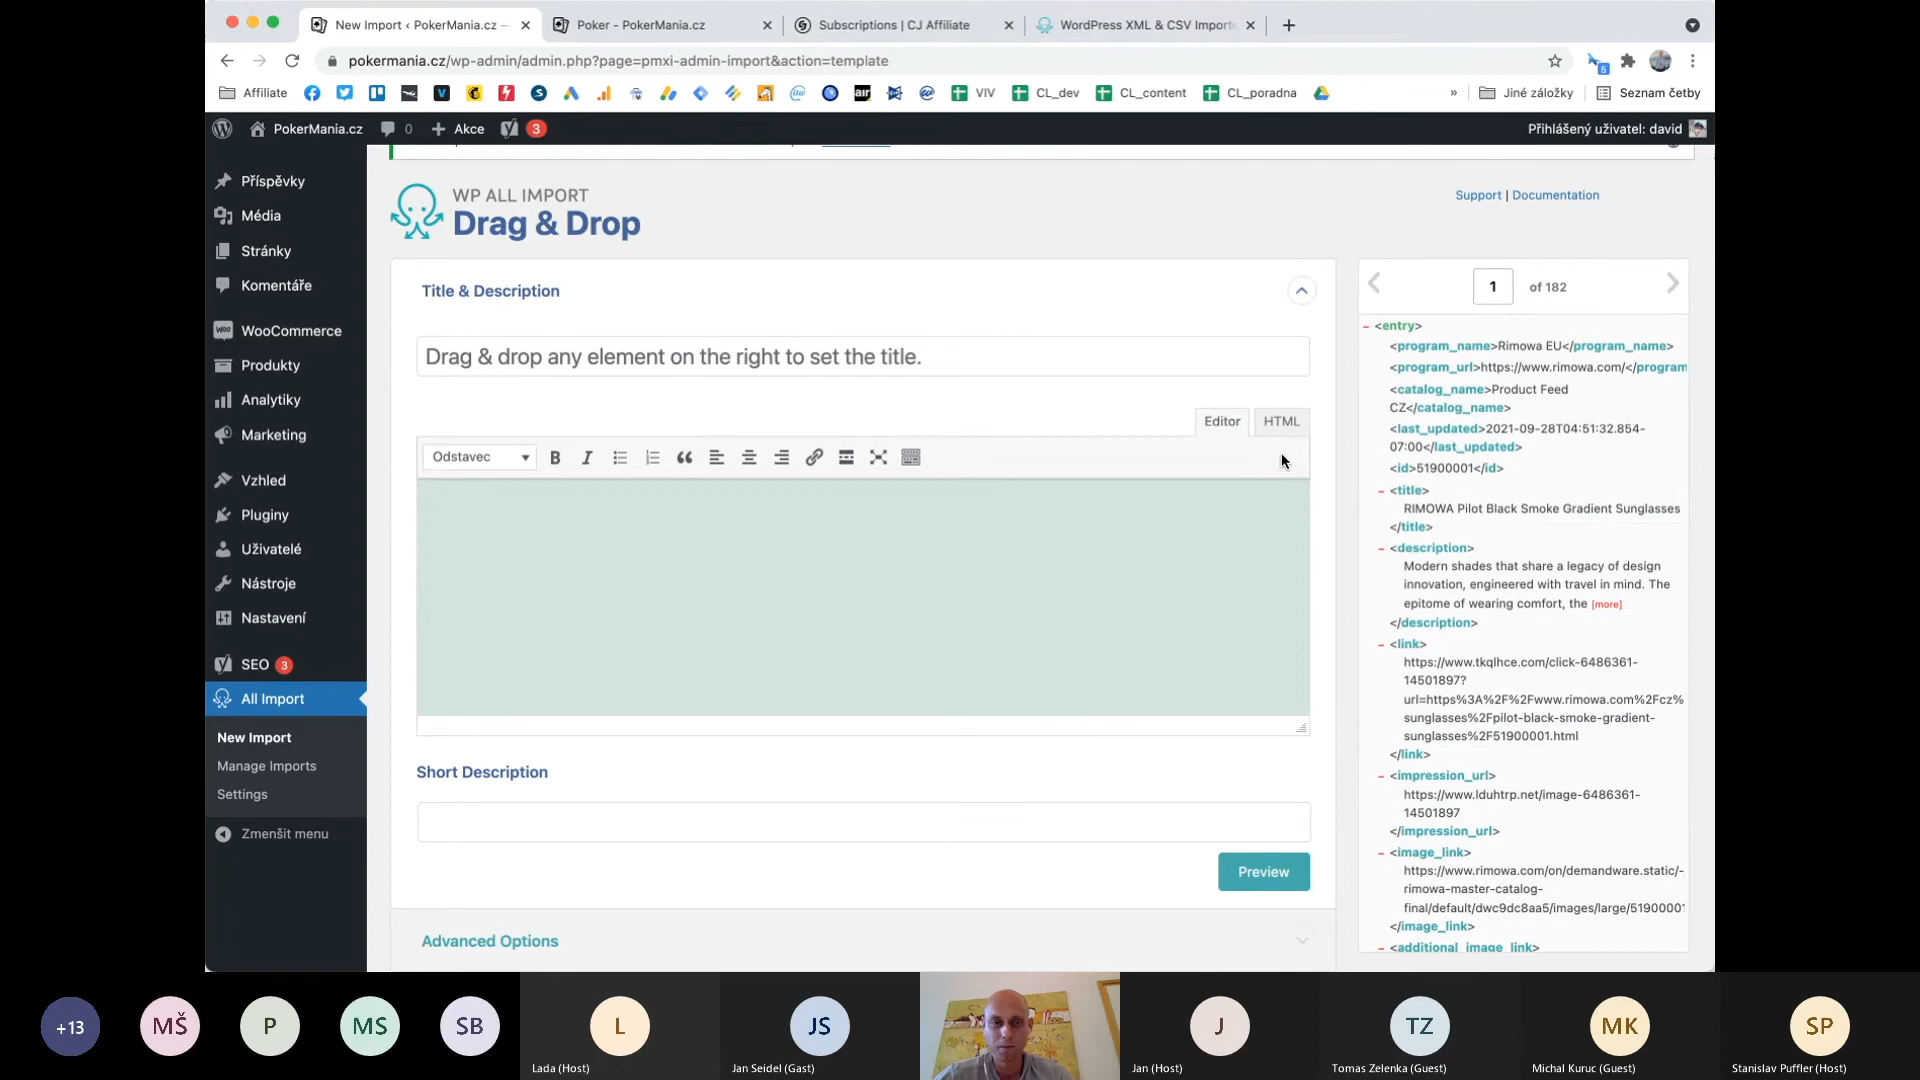 New Import ‹ PokerMania.cz —
Poker - PokerMania.cz
Subscriptions | CJ Affiliate
WordPress XML & CSV Importe
pokermania.cz/wp-admin/admin.php?page=pmxi-admin-import&action=template
5
Affiliate
air
VIV
CL_dev
CL_content
CL_poradna
»
Jiné záložky
Seznam četby
PokerMania.cz
0
Akce
3
Přihlášený uživatel: david
Příspěvky
Média
Stránky
Komentáře
WooCommerce
Produkty
Analytiky
Marketing
Vzhled
Pluginy
Uživatelé
Nástroje
Nastavení
SEO 3
All Import
New Import
Manage Imports
Settings
Zmenšit menu
WP ALL IMPORT
Drag & Drop
Support | Documentation
Title & Description
Drag & drop any element on the right to set the title.
Editor
HTML
Odstavec
Short Description
Preview
Advanced Options
1 of 182
<entry>
<program_name>Rimowa EU</program_name>
<program_url>https://www.rimowa.com/</program
<catalog_name>Product Feed
CZ</catalog_name>
<last_updated>2021-09-28T04:51:32.854-
07:00</last_updated>
<id>51900001</id>
<title>
RIMOWA Pilot Black Smoke Gradient Sunglasses
</title>
<description>
Modern shades that share a legacy of design
innovation, engineered with travel in mind. The
epitome of wearing comfort, the [more]
</description>
<link>
https://www.tkqlhce.com/click-6486361-
14501897?
url=https%3A%2F%2Fwww.rimowa.com%2Fcz%
sunglasses%2Fpilot-black-smoke-gradient-
sunglasses%2F51900001.html
</link>
<impression_url>
https://www.lduhtrp.net/image-6486361-
14501897
</impression_url>
<image_link>
https://www.rimowa.com/on/demandware.static/-
rimowa-master-catalog-
final/default/dwc9dc8aa5/images/large/5190000
</image_link>
<additional_image_link>
+13
MŠ
P
MS
SB
L
Lada (Host)
JS
Jan Seidel (Gast)
J
Jan (Host)
TZ
Tomas Zelenka (Guest)
MK
Michal Kuruc (Guest)
SP
Stanislav Puffler (Host)